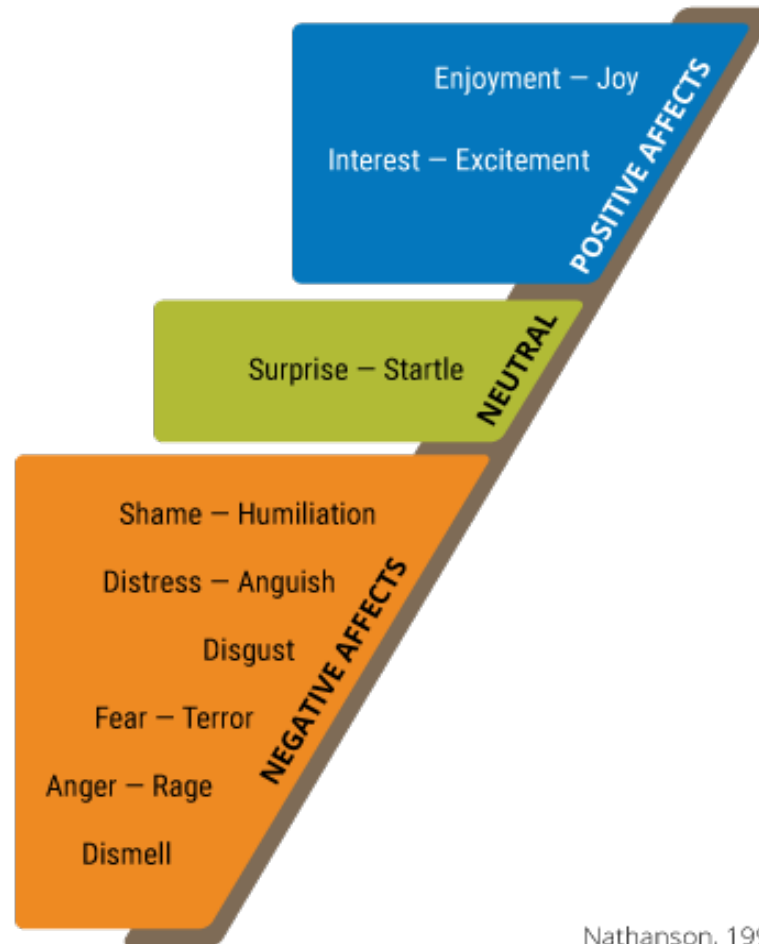 Enjoyment — Joy
Interest — Excitement
POSITIVE AFFECTS
Surprise — Startle
NEUTRAL
Shame — Humiliation
Distress — Anguish
Disgust
Fear — Terror
Anger — Rage
Dismell
NEGATIVE AFFECTS
Nathanson,